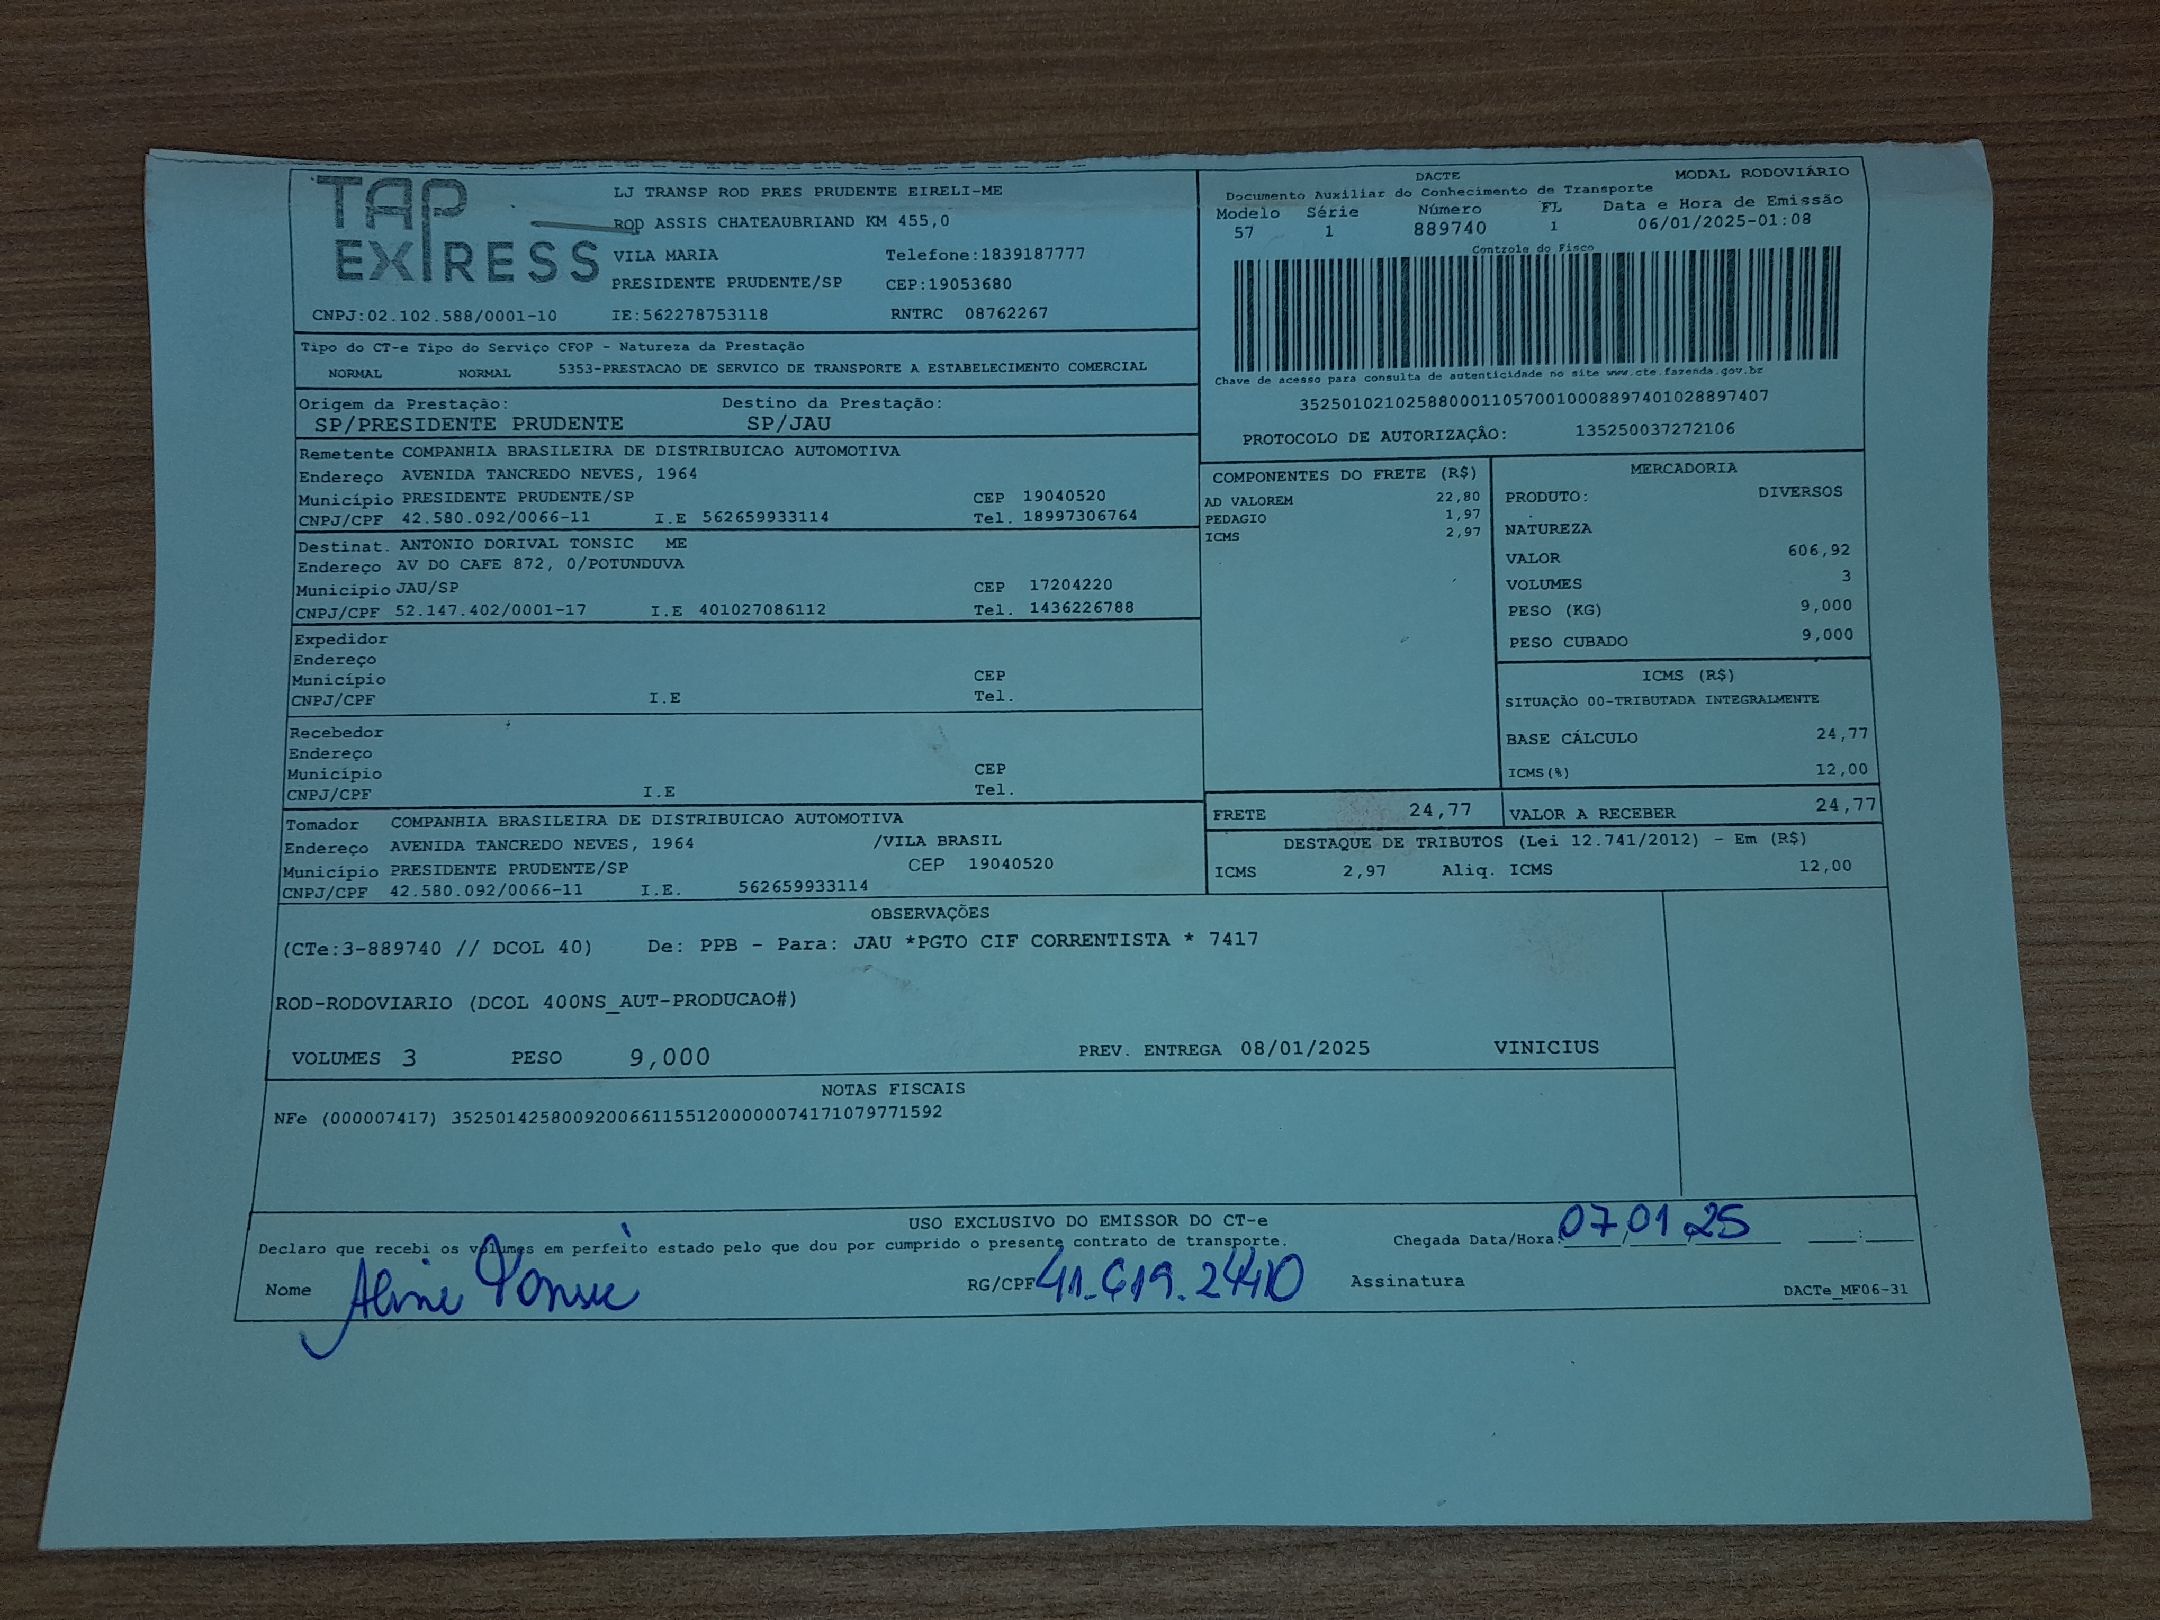 TAP EXPRESS
LJ TRANSP ROD PRES PRUDENTE EIRELI-ME
ROD ASSIS CHATEAUBRIAND KM 455,0
VILA MARIA Telefone:1839187777
PRESIDENTE PRUDENTE/SP CEP:19053680
CNPJ:02.102.588/0001-10 IE:562278753118 RNTRC 08762267
DACTE MODAL RODOVIÁRIO
Documento Auxiliar do Conhecimento de Transporte
Modelo Série Número FL Data e Hora de Emissão
57 1 889740 1 06/01/2025-01:08
Controle do Fisco
Chave de acesso para consulta de autenticidade no site www.cte.fazenda.gov.br
35250102102588000110570010008897401028897407
PROTOCOLO DE AUTORIZAÇÂO: 135250037272106
Tipo do CT-e Tipo do Serviço CFOP - Natureza da Prestação
NORMAL NORMAL 5353-PRESTACAO DE SERVICO DE TRANSPORTE A ESTABELECIMENTO COMERCIAL
Origem da Prestação: Destino da Prestação:
SP/PRESIDENTE PRUDENTE SP/JAU
Remetente COMPANHIA BRASILEIRA DE DISTRIBUICAO AUTOMOTIVA
Endereço AVENIDA TANCREDO NEVES, 1964
Município PRESIDENTE PRUDENTE/SP CEP 19040520
CNPJ/CPF 42.580.092/0066-11 I.E 562659933114 Tel. 18997306764
Destinat. ANTONIO DORIVAL TONSIC ME
Endereço AV DO CAFE 872, 0/POTUNDUVA
Municipio JAU/SP CEP 17204220
CNPJ/CPF 52.147.402/0001-17 I.E 401027086112 Tel. 1436226788
Expedidor
Endereço
Município CEP
CNPJ/CPF I.E Tel.
Recebedor
Endereço
Município CEP
CNPJ/CPF I.E Tel.
Tomador COMPANHIA BRASILEIRA DE DISTRIBUICAO AUTOMOTIVA
Endereço AVENIDA TANCREDO NEVES, 1964 /VILA BRASIL
Município PRESIDENTE PRUDENTE/SP CEP 19040520
CNPJ/CPF 42.580.092/0066-11 I.E. 562659933114
COMPONENTES DO FRETE (R$)
AD VALOREM 22,80
PEDAGIO 1,97
ICMS 2,97
MERCADORIA
PRODUTO: DIVERSOS
NATUREZA
VALOR 606,92
VOLUMES 3
PESO (KG) 9,000
PESO CUBADO 9,000
ICMS (R$)
SITUAÇÃO 00-TRIBUTADA INTEGRALMENTE
BASE CÁLCULO 24,77
ICMS(%) 12,00
FRETE 24,77 VALOR A RECEBER 24,77
DESTAQUE DE TRIBUTOS (Lei 12.741/2012) - Em (R$)
ICMS 2,97 Aliq. ICMS 12,00
OBSERVAÇÕES
(CTe:3-889740 // DCOL 40) De: PPB - Para: JAU *PGTO CIF CORRENTISTA * 7417
ROD-RODOVIARIO (DCOL 400NS_AUT-PRODUCAO#)
VOLUMES 3 PESO 9,000 PREV. ENTREGA 08/01/2025 VINICIUS
NOTAS FISCAIS
NFe (000007417) 35250142580092006611551200000074171079771592
USO EXCLUSIVO DO EMISSOR DO CT-e
Declaro que recebi os volumes em perfeito estado pelo que dou por cumprido o presente contrato de transporte. Chegada Data/Hora: 07 01 25
Nome Aline Tonsic RG/CPF 41.619.2440 Assinatura DACTe_MF06-31